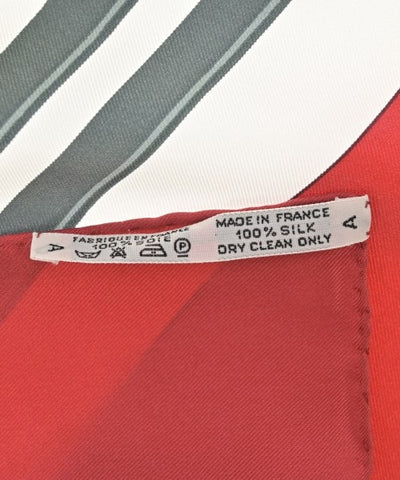 A
FABRIQUE EN FRANCE
100% SOIE
P
MADE IN FRANCE
100% SILK
DRY CLEAN ONLY
A